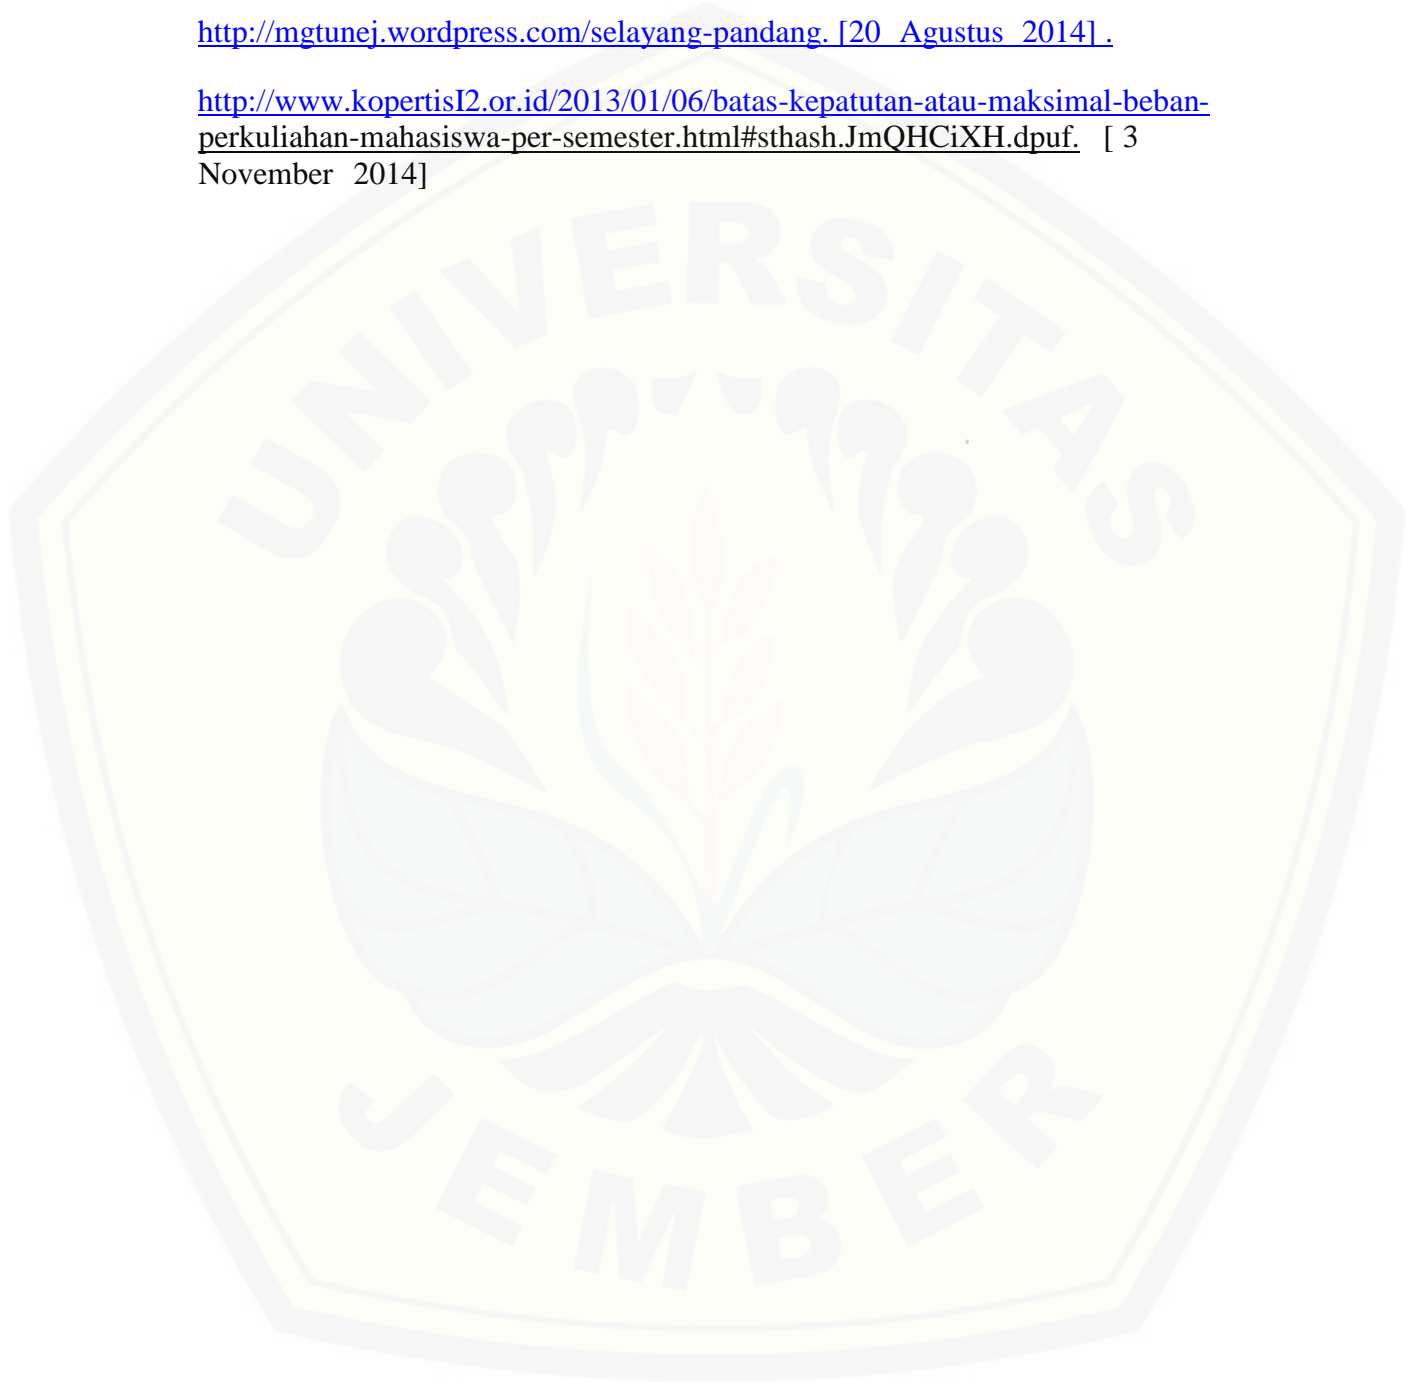 http://mgtunej.wordpress.com/selayang-pandang. [20 Agustus 2014] .
http://www.kopertisI2.or.id/2013/01/06/batas-kepatutan-atau-maksimal-beban-
perkuliahan-mahasiswa-per-semester.html#sthash.JmQHCiXH.dpuf. [ 3
November 2014]
UNIVERSITAS
JEMBER